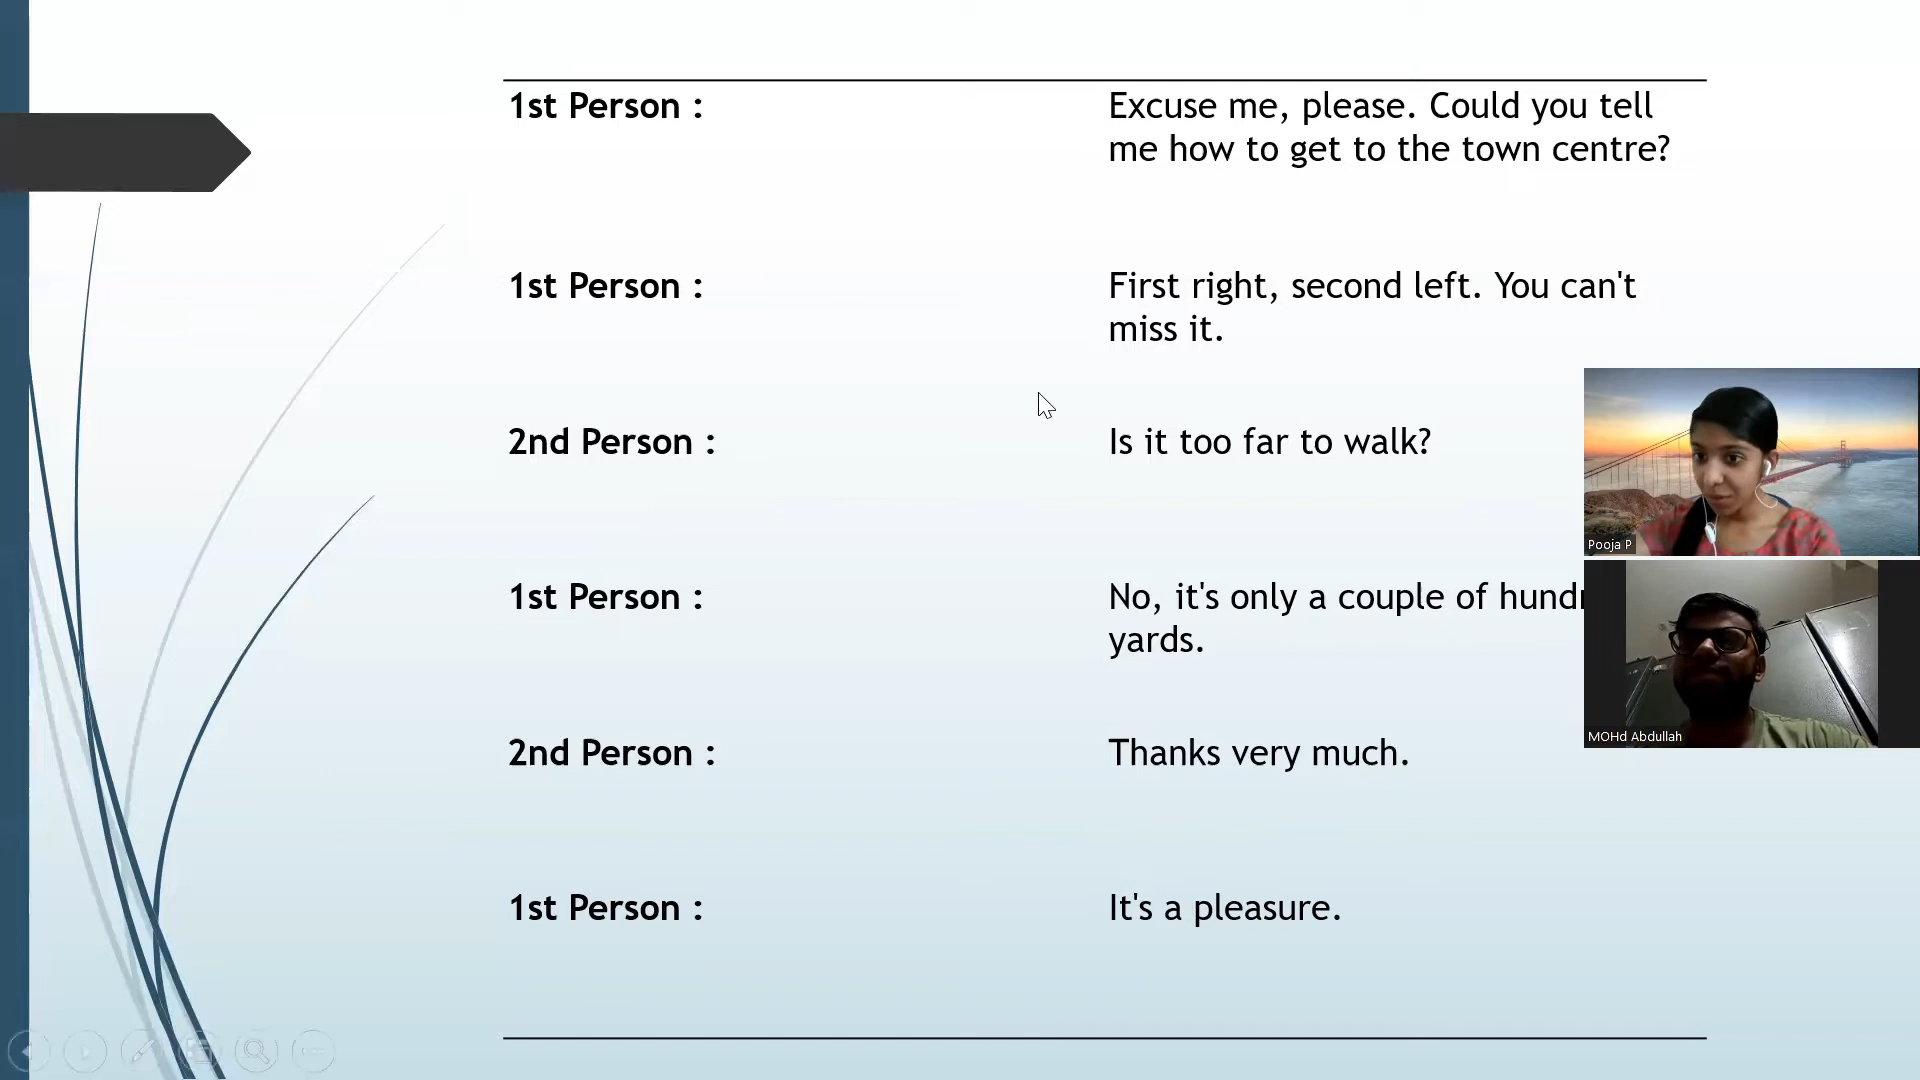 1st Person :
Excuse me, please. Could you tell
me how to get to the town centre?
1st Person :
First right, second left. You can't
miss it.
2nd Person :
Is it too far to walk?
1st Person :
No, it's only a couple of
yards.
2nd Person :
Thanks very much.
1st Person :
It's a pleasure.
Pooja P
MOHd Abdullah